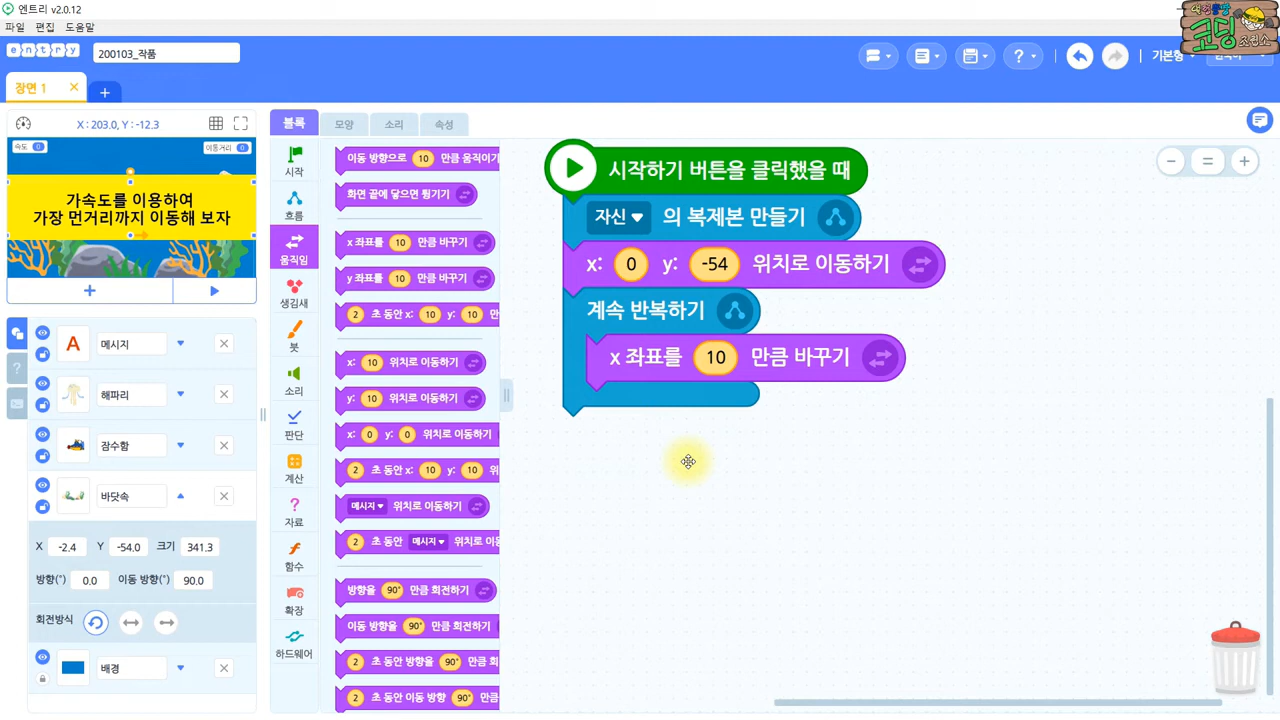 엔트리 v2.0.12
파일 편집 도움말
코딩
entry
200103_작품
기본형
장면 1
X : 203.0, Y : -12.3
속도 0
이동거리 0
가속도를 이용하여
가장 먼거리까지 이동해 보자
메시지
해파리
잠수함
바닷속
X -2.4 Y -54.0 크기 341.3
방향(°) 0.0 이동 방향(°) 90.0
회전방식
배경
블록 모양 소리 속성
시작
흐름
움직임
생김새
붓
소리
판단
계산
자료
함수
확장
하드웨어
이동 방향으로 10 만큼 움직이기
화면 끝에 닿으면 튕기기
x 좌표를 10 만큼 바꾸기
y 좌표를 10 만큼 바꾸기
2 초 동안 x: 10 y: 10 만
x: 10 위치로 이동하기
y: 10 위치로 이동하기
x: 0 y: 0 위치로 이동하기
2 초 동안 x: 10 y: 10 위
메시지 위치로 이동하기
2 초 동안 메시지 위치로 이동
방향을 90° 만큼 회전하기
이동 방향을 90° 만큼 회전하기
2 초 동안 방향을 90° 만큼 회
2 초 동안 이동 방향 90° 만큼
시작하기 버튼을 클릭했을 때
자신 의 복제본 만들기
x: 0 y: -54 위치로 이동하기
계속 반복하기
x 좌표를 10 만큼 바꾸기